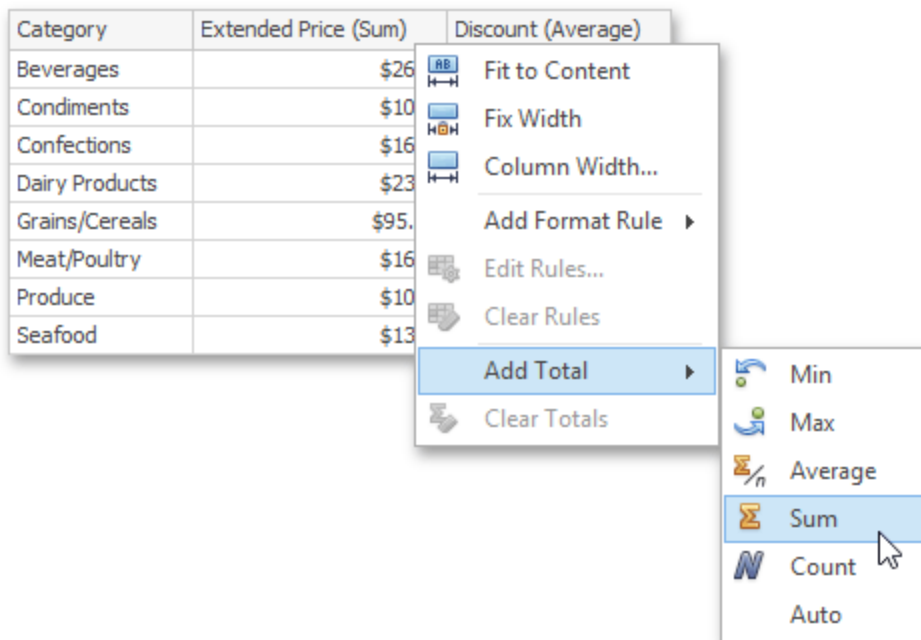 Category Extended Price (Sum) Discount (Average)
Beverages $26
Condiments $10
Confections $16
Dairy Products $23
Grains/Cereals $95.
Meat/Poultry $16
Produce $10
Seafood $13
AB
Fit to Content
Fix Width
Column Width...
Add Format Rule
Edit Rules...
Clear Rules
Add Total
Clear Totals
Min
Max
Σ/n Average
Σ Sum
N Count
Auto